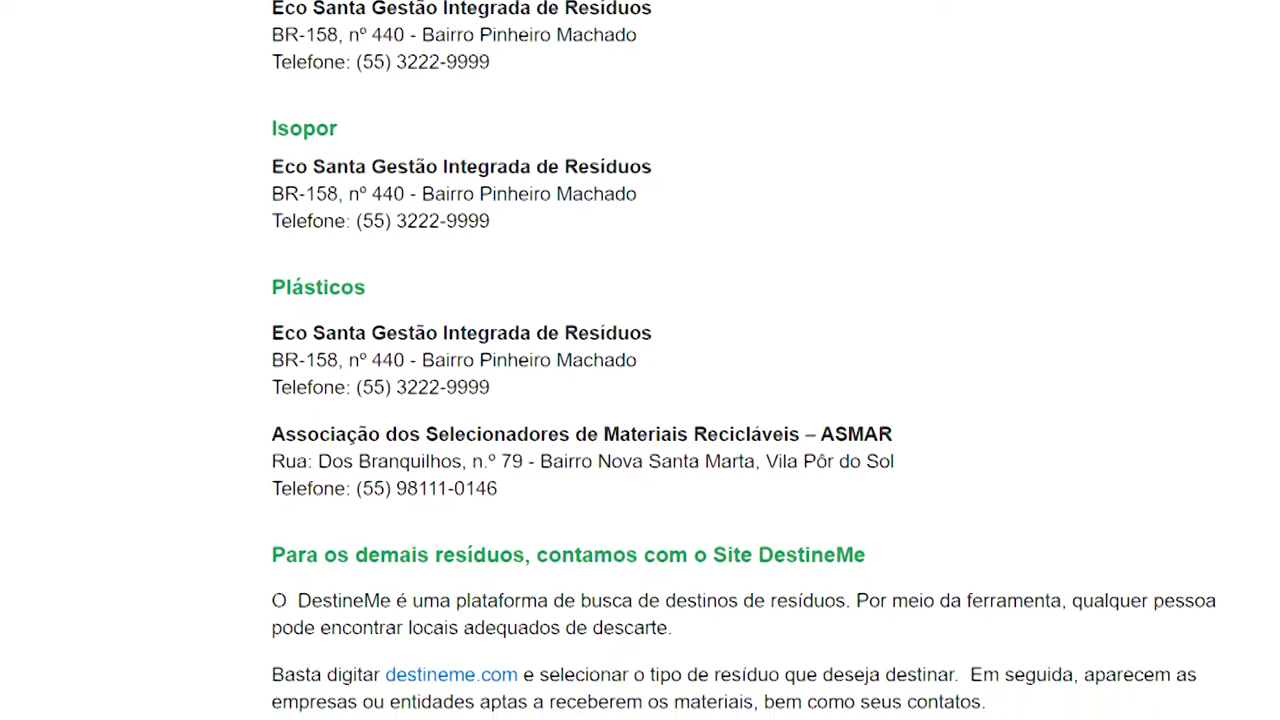 Eco Santa Gestão Integrada de Resíduos
BR-158, nº 440 - Bairro Pinheiro Machado
Telefone: (55) 3222-9999
Isopor
Eco Santa Gestão Integrada de Resíduos
BR-158, nº 440 - Bairro Pinheiro Machado
Telefone: (55) 3222-9999
Plásticos
Eco Santa Gestão Integrada de Resíduos
BR-158, nº 440 - Bairro Pinheiro Machado
Telefone: (55) 3222-9999
Associação dos Selecionadores de Materiais Recicláveis – ASMAR
Rua: Dos Branquilhos, n.º 79 - Bairro Nova Santa Marta, Vila Pôr do Sol
Telefone: (55) 98111-0146
Para os demais resíduos, contamos com o Site DestineMe
O  DestineMe é uma plataforma de busca de destinos de resíduos. Por meio da ferramenta, qualquer pessoa
pode encontrar locais adequados de descarte.
Basta digitar destineme.com e selecionar o tipo de resíduo que deseja destinar.  Em seguida, aparecem as
empresas ou entidades aptas a receberem os materiais, bem como seus contatos.